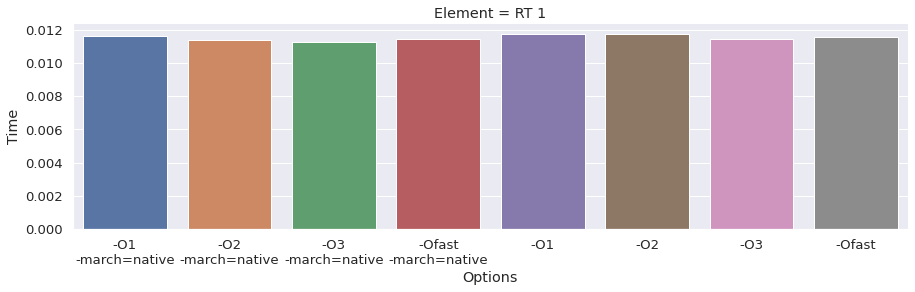 Element = RT 1
Time
0.012
0.010
0.008
0.006
0.004
0.002
0.000
-O1 -O2 -O3 -Ofast -O1 -O2 -O3 -Ofast
-march=native -march=native -march=native -march=native
Options